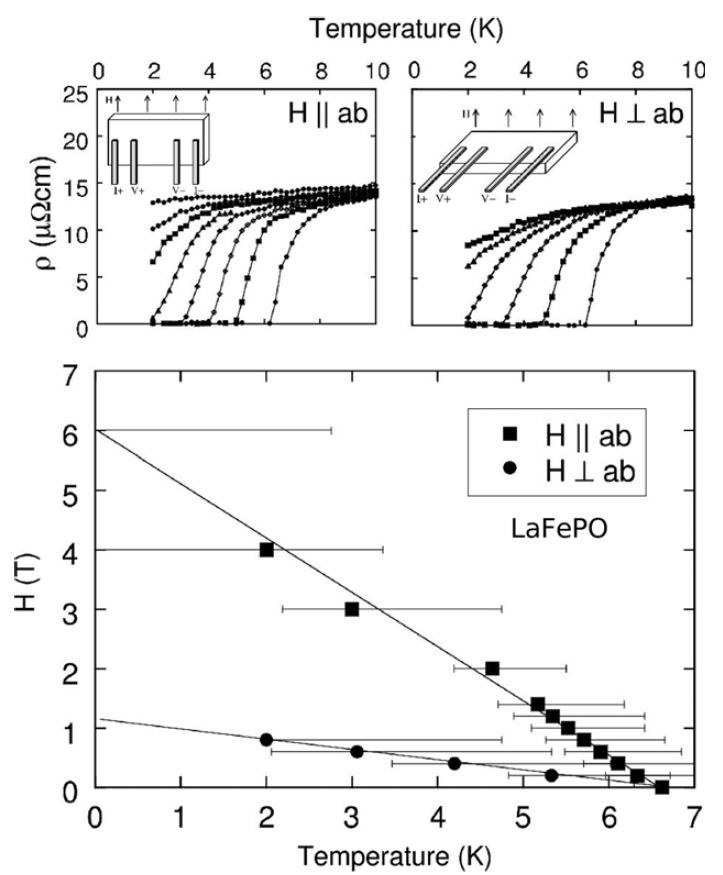 Temperature (K)
0 2 4 6 8 10
0 2 4 6 8 10
25
20
15
10
5
0
ρ (μΩcm)
H
H || ab
I+ V+ V− I−
H
H ⊥ ab
I+ V+ V− I−
7
6
5
4
3
2
1
0
H (T)
H || ab
H ⊥ ab
LaFePO
0 1 2 3 4 5 6 7
Temperature (K)